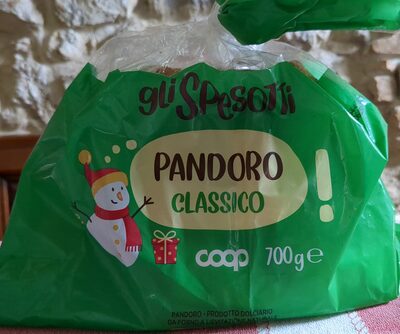 gli SPesotti
PANDORO
CLASSICO
!
coop 700g e
PANDORO - PRODOTTO DOLCIARIO
DA FORNO A LIEVITAZIONE NATURALE